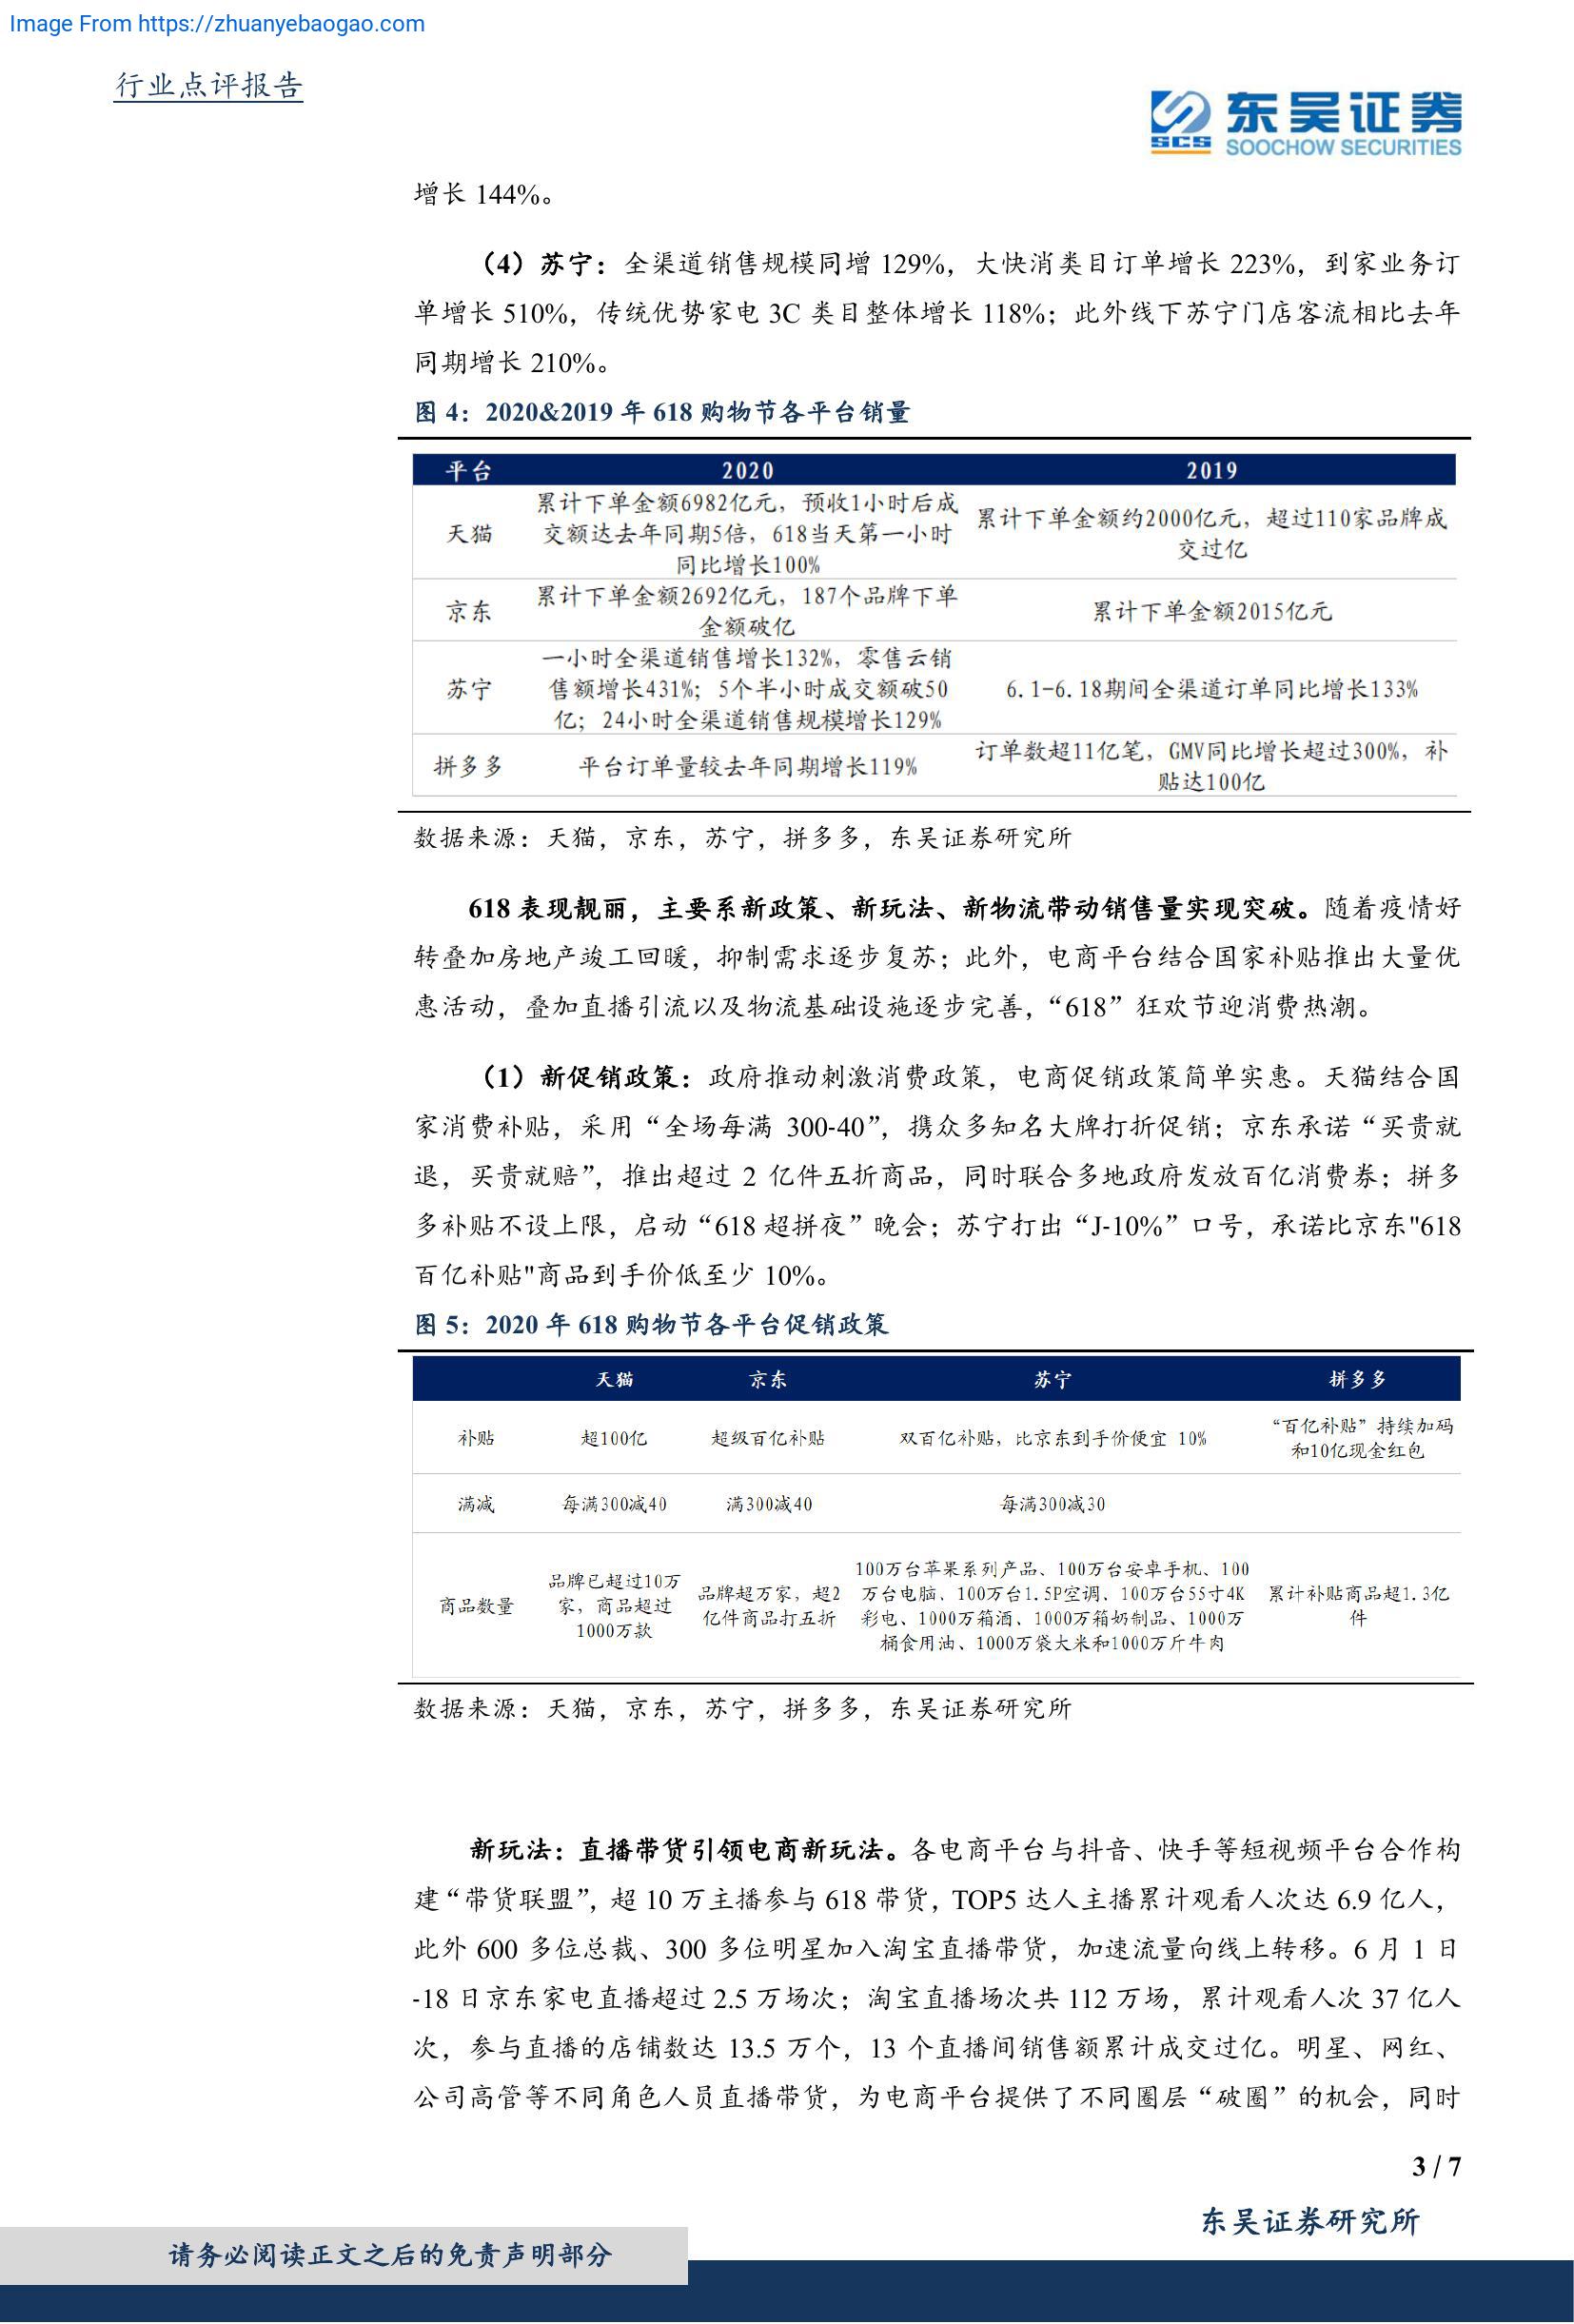 Image From https://zhuanyebaogao.com
行业点评报告
东吴证券
SCS
SOOCHOW SECURITIES
增长 144%。
（4）苏宁：全渠道销售规模同增 129%，大快消类目订单增长 223%，到家业务订
单增长 510%，传统优势家电 3C 类目整体增长 118%；此外线下苏宁门店客流相比去年
同期增长 210%。
图 4：2020&2019 年 618 购物节各平台销量
平台 2020 2019
累计下单金额6982亿元，预收1小时后成
天猫 交额达去年同期5倍，618当天第一小时 累计下单金额约2000亿元，超过110家品牌成
同比增长100% 交过亿
京东 累计下单金额2692亿元，187个品牌下单 累计下单金额2015亿元
金额破亿
一小时全渠道销售增长132%，零售云销
苏宁 售额增长431%；5个半小时成交额破50 6.1-6.18期间全渠道订单同比增长133%
亿；24小时全渠道销售规模增长129%
拼多多 平台订单量较去年同期增长119% 订单数超11亿笔，GMV同比增长超过300%，补
贴达100亿
数据来源：天猫，京东，苏宁，拼多多，东吴证券研究所
618 表现靓丽，主要系新政策、新玩法、新物流带动销售量实现突破。随着疫情好
转叠加房地产竣工回暖，抑制需求逐步复苏；此外，电商平台结合国家补贴推出大量优
惠活动，叠加直播引流以及物流基础设施逐步完善，“618”狂欢节迎消费热潮。
（1）新促销政策：政府推动刺激消费政策，电商促销政策简单实惠。天猫结合国
家消费补贴，采用“全场每满 300-40”，携众多知名大牌打折促销；京东承诺“买贵就
退，买贵就赔”，推出超过 2 亿件五折商品，同时联合多地政府发放百亿消费券；拼多
多补贴不设上限，启动“618 超拼夜”晚会；苏宁打出“J-10%”口号，承诺比京东"618
百亿补贴"商品到手价低至少 10%。
图 5：2020 年 618 购物节各平台促销政策
天猫 京东 苏宁 拼多多
补贴 超100亿 超级百亿补贴 双百亿补贴，比京东到手价便宜 10% “百亿补贴”持续加码
和10亿现金红包
满减 每满300减40 满300减40 每满300减30
商品数量 品牌已超过10万 品牌超万家，超2 100万台苹果系列产品、100万台安卓手机、100 累计补贴商品超1.3亿
家，商品超过 亿件商品打五折 万台电脑、100万台1.5P空调、100万台55寸4K 件
1000万款 彩电、1000万箱酒、1000万箱奶制品、1000万
桶食用油、1000万袋大米和1000万斤牛肉
数据来源：天猫，京东，苏宁，拼多多，东吴证券研究所
新玩法：直播带货引领电商新玩法。各电商平台与抖音、快手等短视频平台合作构
建“带货联盟”，超 10 万主播参与 618 带货，TOP5 达人主播累计观看人次达 6.9 亿人，
此外 600 多位总裁、300 多位明星加入淘宝直播带货，加速流量向线上转移。6 月 1 日
-18 日京东家电直播超过 2.5 万场次；淘宝直播场次共 112 万场，累计观看人次 37 亿人
次，参与直播的店铺数达 13.5 万个，13 个直播间销售额累计成交过亿。明星、网红、
公司高管等不同角色人员直播带货，为电商平台提供了不同圈层“破圈”的机会，同时
3 / 7
东吴证券研究所
请务必阅读正文之后的免责声明部分